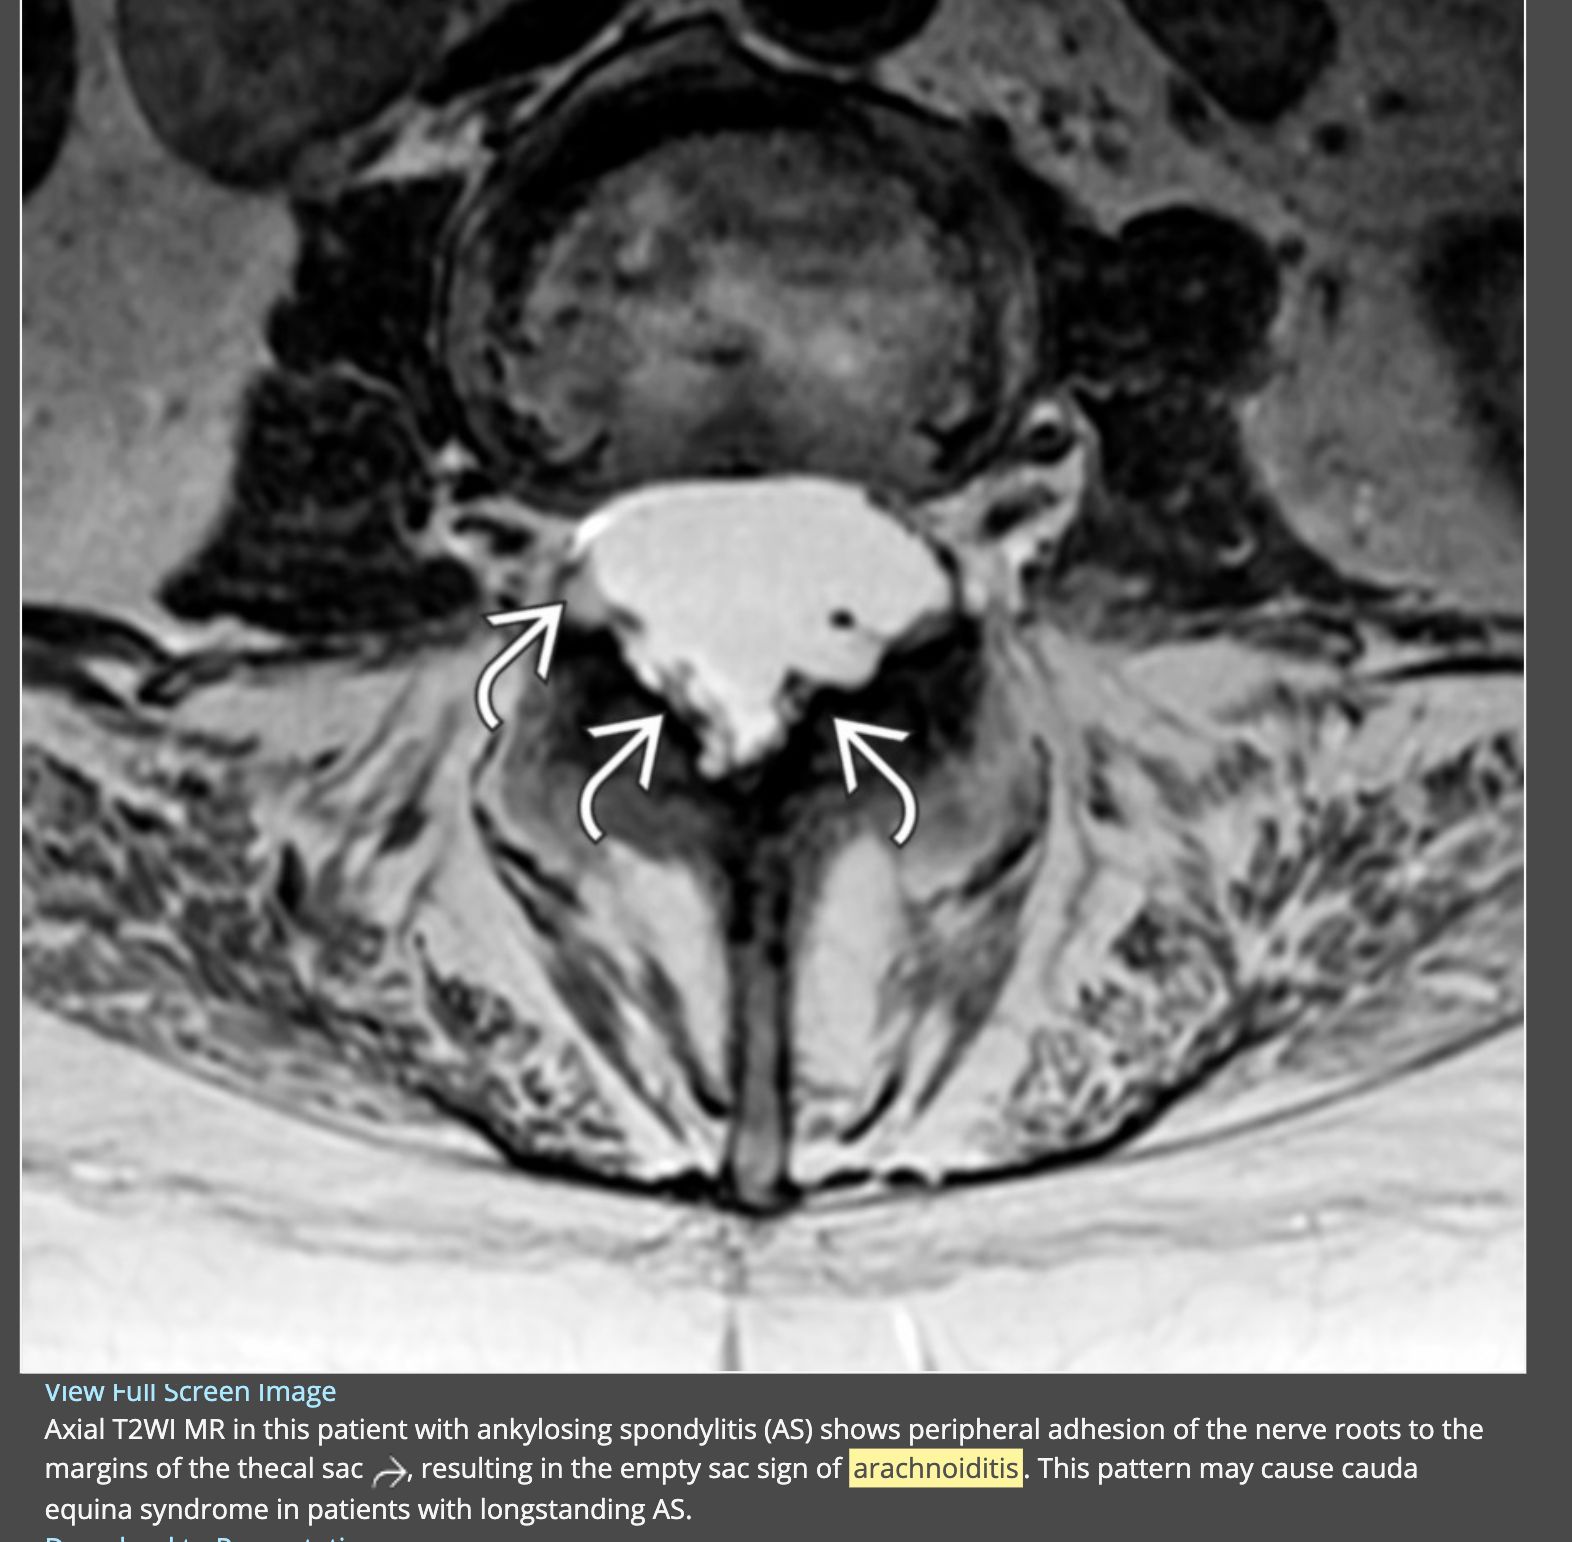 View Full Screen Image
Axial T2WI MR in this patient with ankylosing spondylitis (AS) shows peripheral adhesion of the nerve roots to the
margins of the thecal sac , resulting in the empty sac sign of arachnoiditis. This pattern may cause cauda
equina syndrome in patients with longstanding AS.